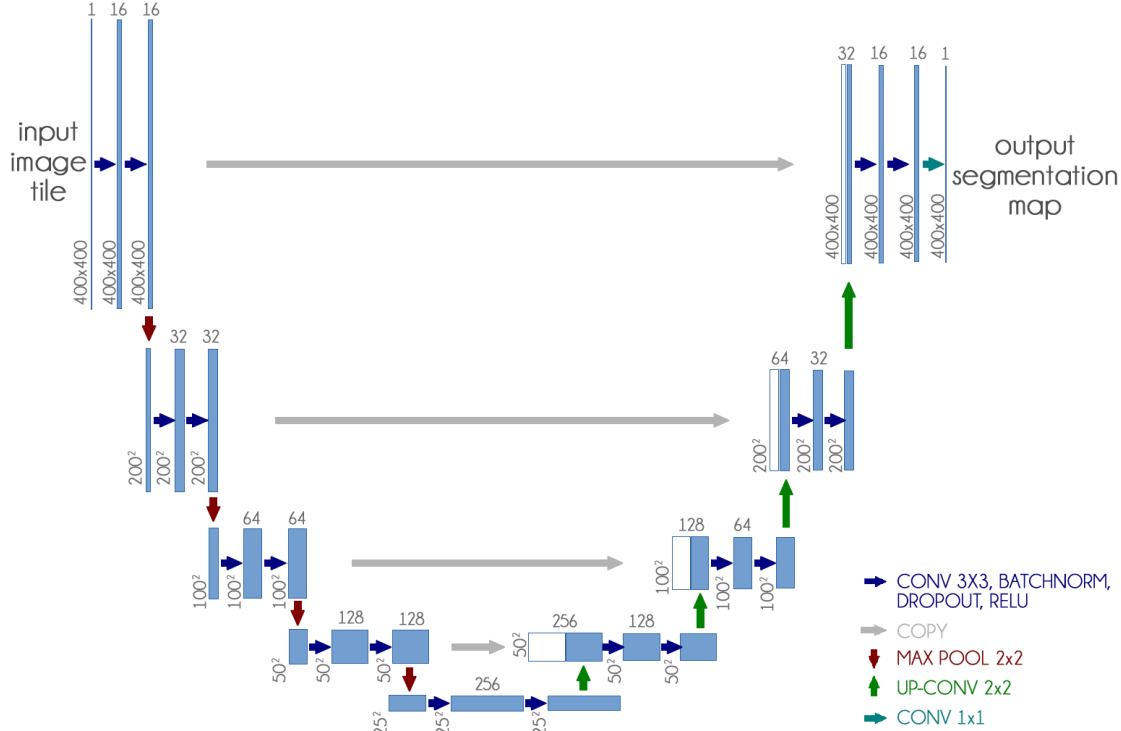 1 16 16
input
image
tile
400x400 400x400 400x400
32 16 16 1
output
segmentation
map
400x400 400x400 400x400 400x400
32 32
200² 200² 200²
64 32
200² 200² 200²
64 64
100² 100² 100²
128 64
100² 100² 100²
128 128
50² 50² 50²
256 128
50² 50² 50²
256
25² 25² 25²
CONV 3X3, BATCHNORM,
DROPOUT, RELU
COPY
MAX POOL 2x2
UP-CONV 2x2
CONV 1x1